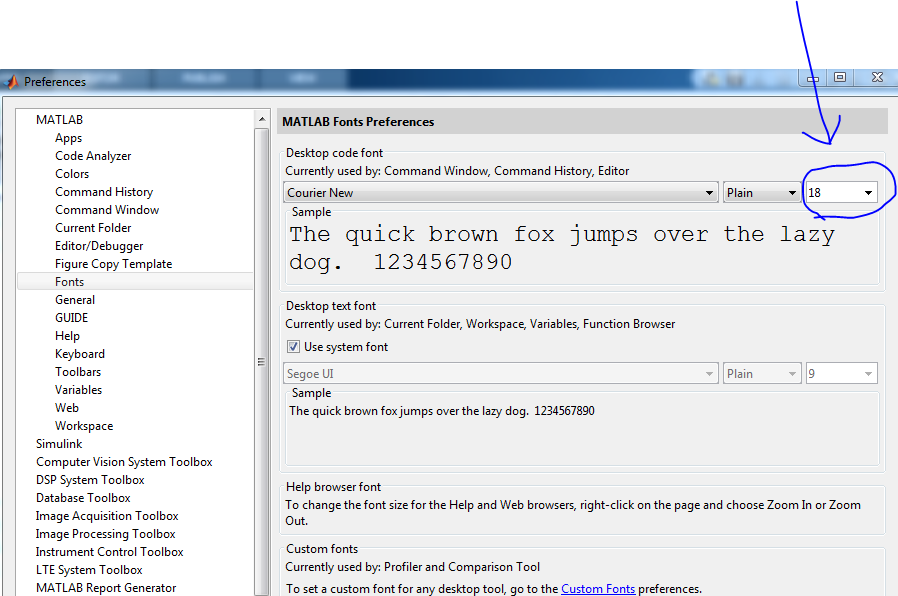 Preferences
MATLAB
Apps
Code Analyzer
Colors
Command History
Command Window
Current Folder
Editor/Debugger
Figure Copy Template
Fonts
General
GUIDE
Help
Keyboard
Toolbars
Variables
Web
Workspace
Simulink
Computer Vision System Toolbox
DSP System Toolbox
Database Toolbox
Image Acquisition Toolbox
Image Processing Toolbox
Instrument Control Toolbox
LTE System Toolbox
MATLAB Report Generator
MATLAB Fonts Preferences
Desktop code font
Currently used by: Command Window, Command History, Editor
Courier New Plain 18
Sample
The quick brown fox jumps over the lazy
dog. 1234567890
Desktop text font
Currently used by: Current Folder, Workspace, Variables, Function Browser
Use system font
Segoe UI Plain 9
Sample
The quick brown fox jumps over the lazy dog. 1234567890
Help browser font
To change the font size for the Help and Web browsers, right-click on the page and choose Zoom In or Zoom
Out.
Custom fonts
Currently used by: Profiler and Comparison Tool
To set a custom font for any desktop tool, go to the Custom Fonts preferences.